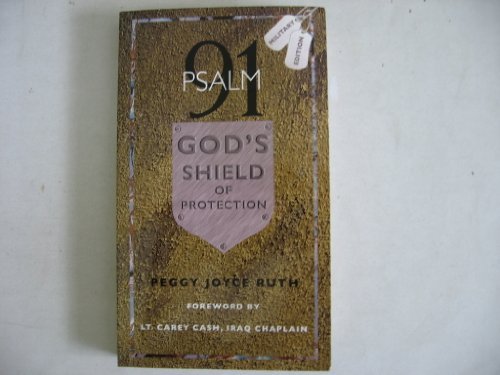 MILITARY
EDITION
91
PSALM
GOD'S
SHIELD
OF
PROTECTION
PEGGY JOYCE RUTH
FOREWORD BY
LT. CAREY CASH, IRAQ CHAPLAIN